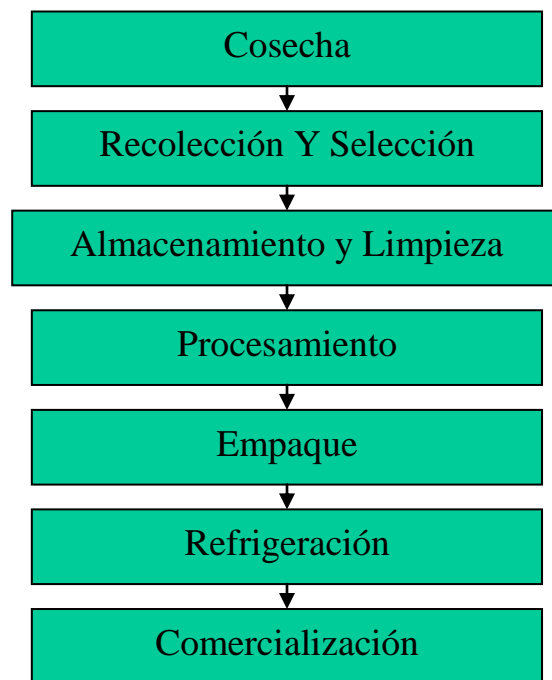 Cosecha
Recolección Y Selección
Almacenamiento y Limpieza
Procesamiento
Empaque
Refrigeración
Comercialización